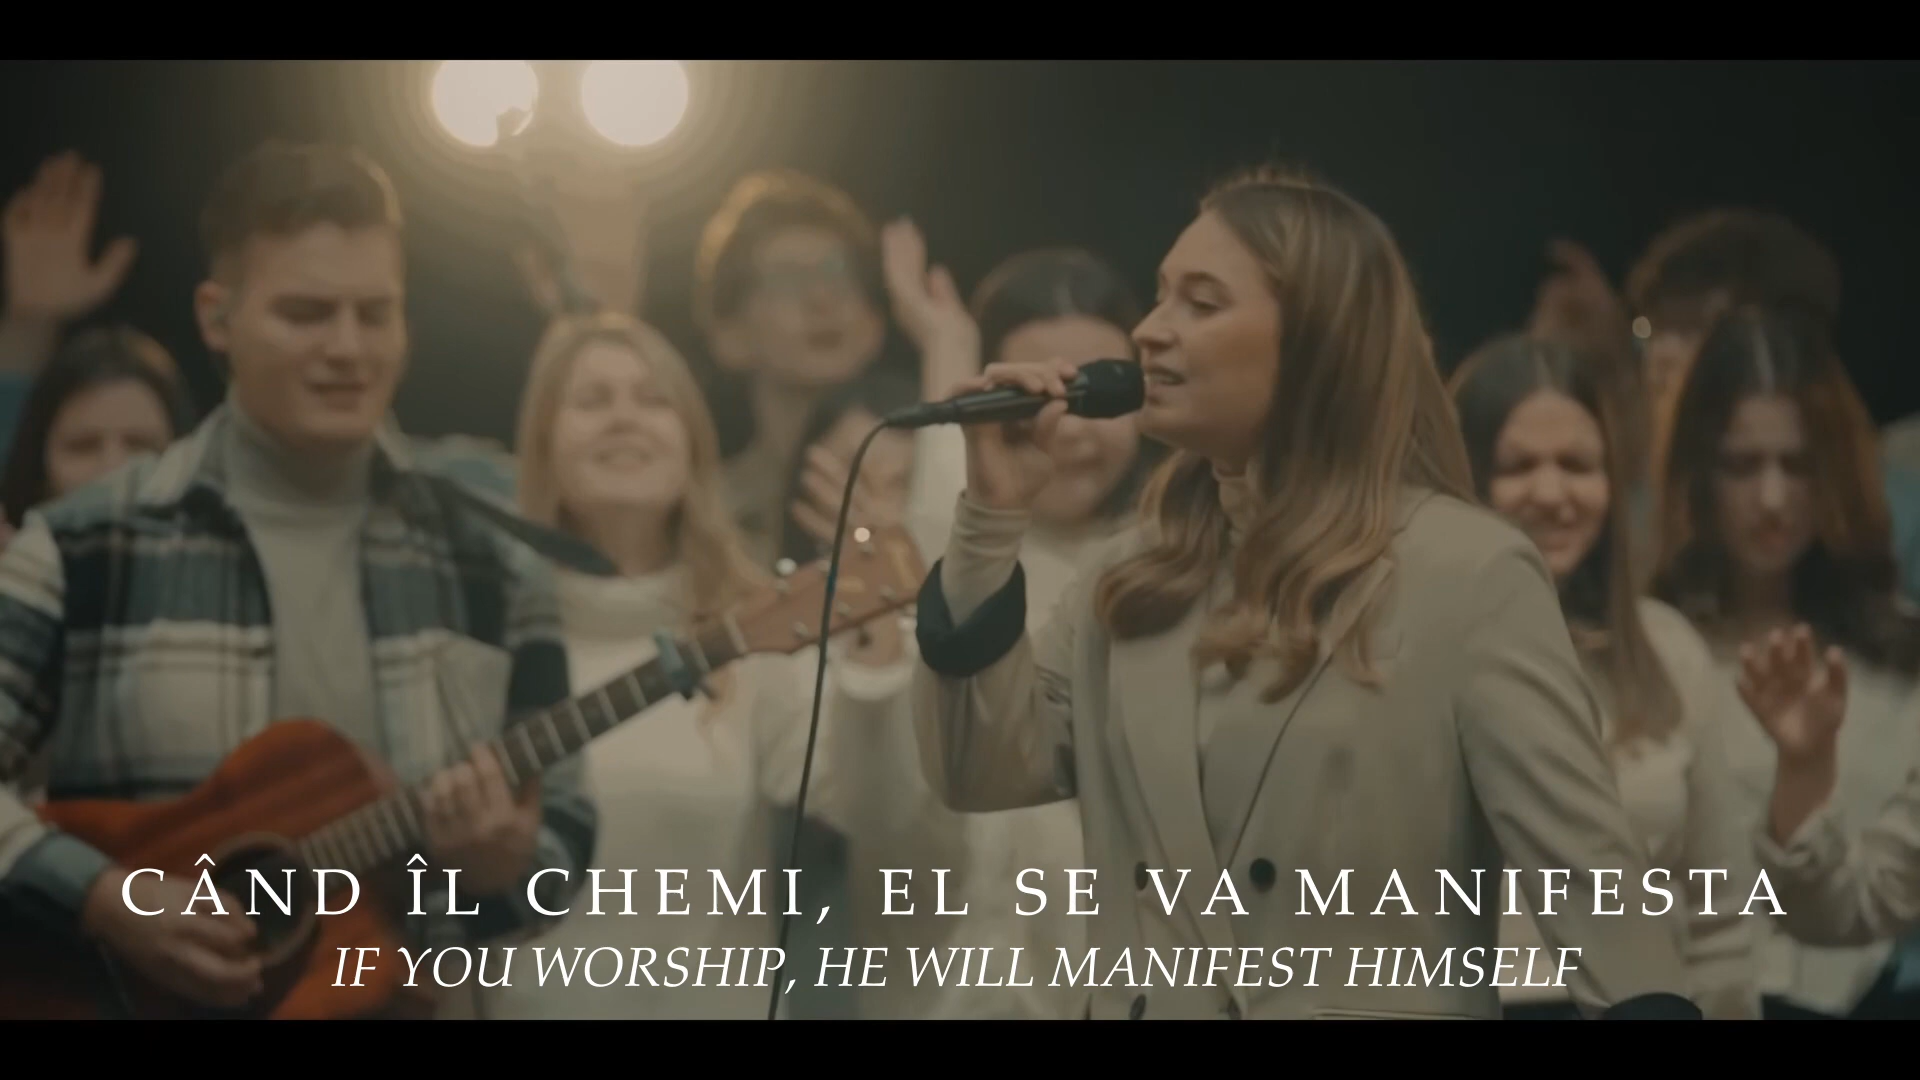 CÂND ÎL CHEMI, EL SE VA MANIFESTA
IF YOU WORSHIP, HE WILL MANIFEST HIMSELF